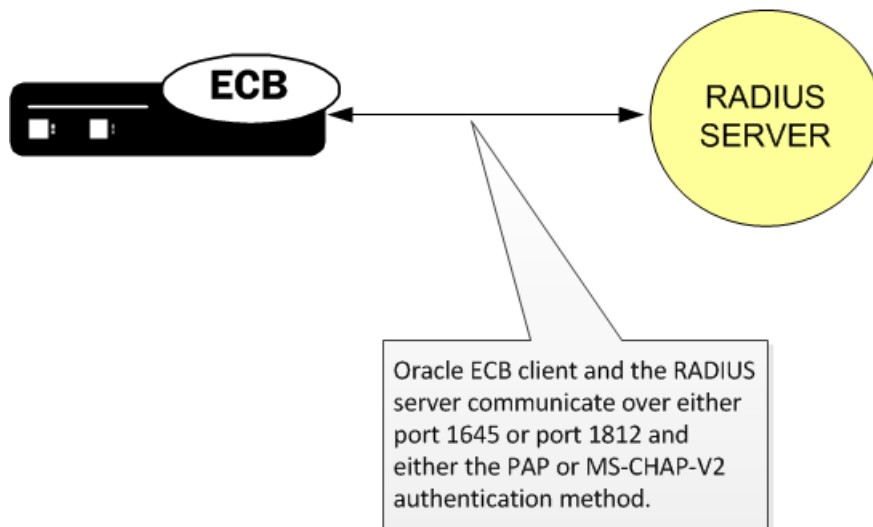 ECB
RADIUS
SERVER
Oracle ECB client and the RADIUS
server communicate over either
port 1645 or port 1812 and
either the PAP or MS-CHAP-V2
authentication method.